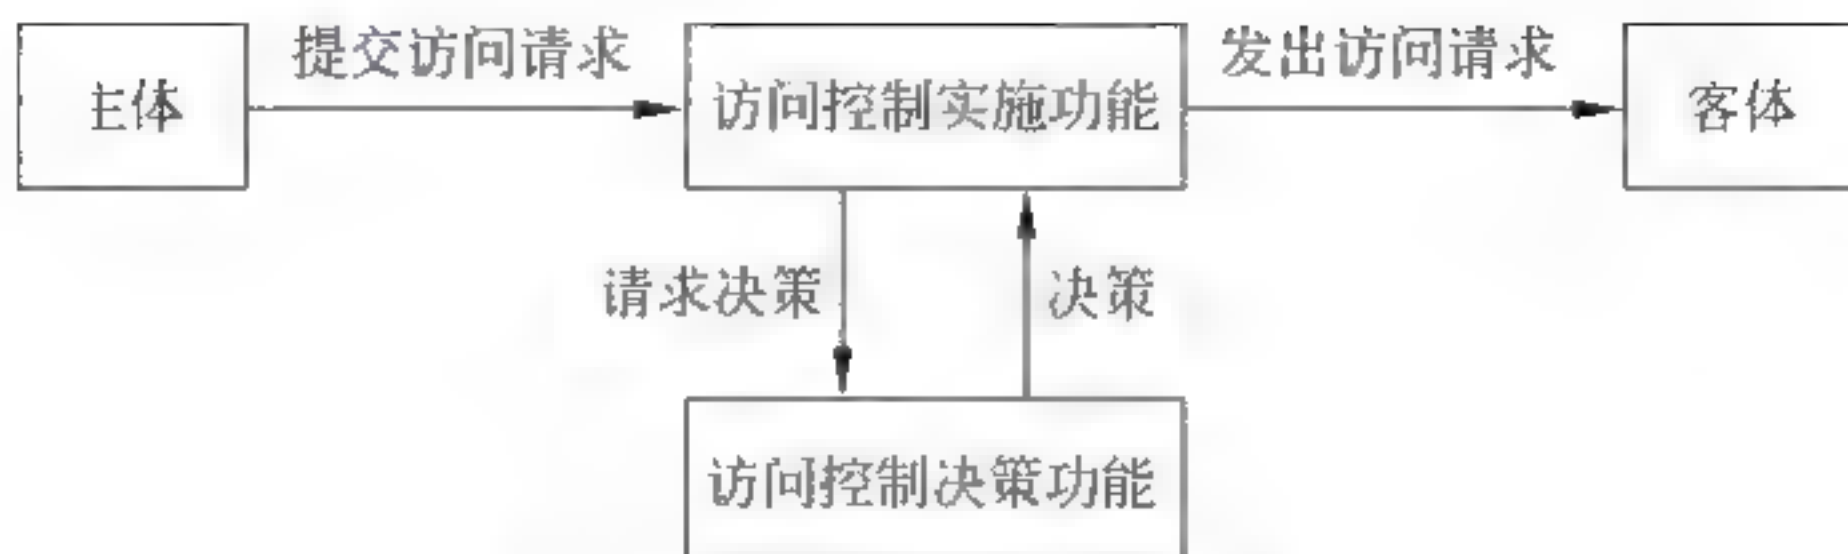 提交访问请求
发出访问请求
主体
访问控制实施功能
客体
请求决策
决策
访问控制决策功能